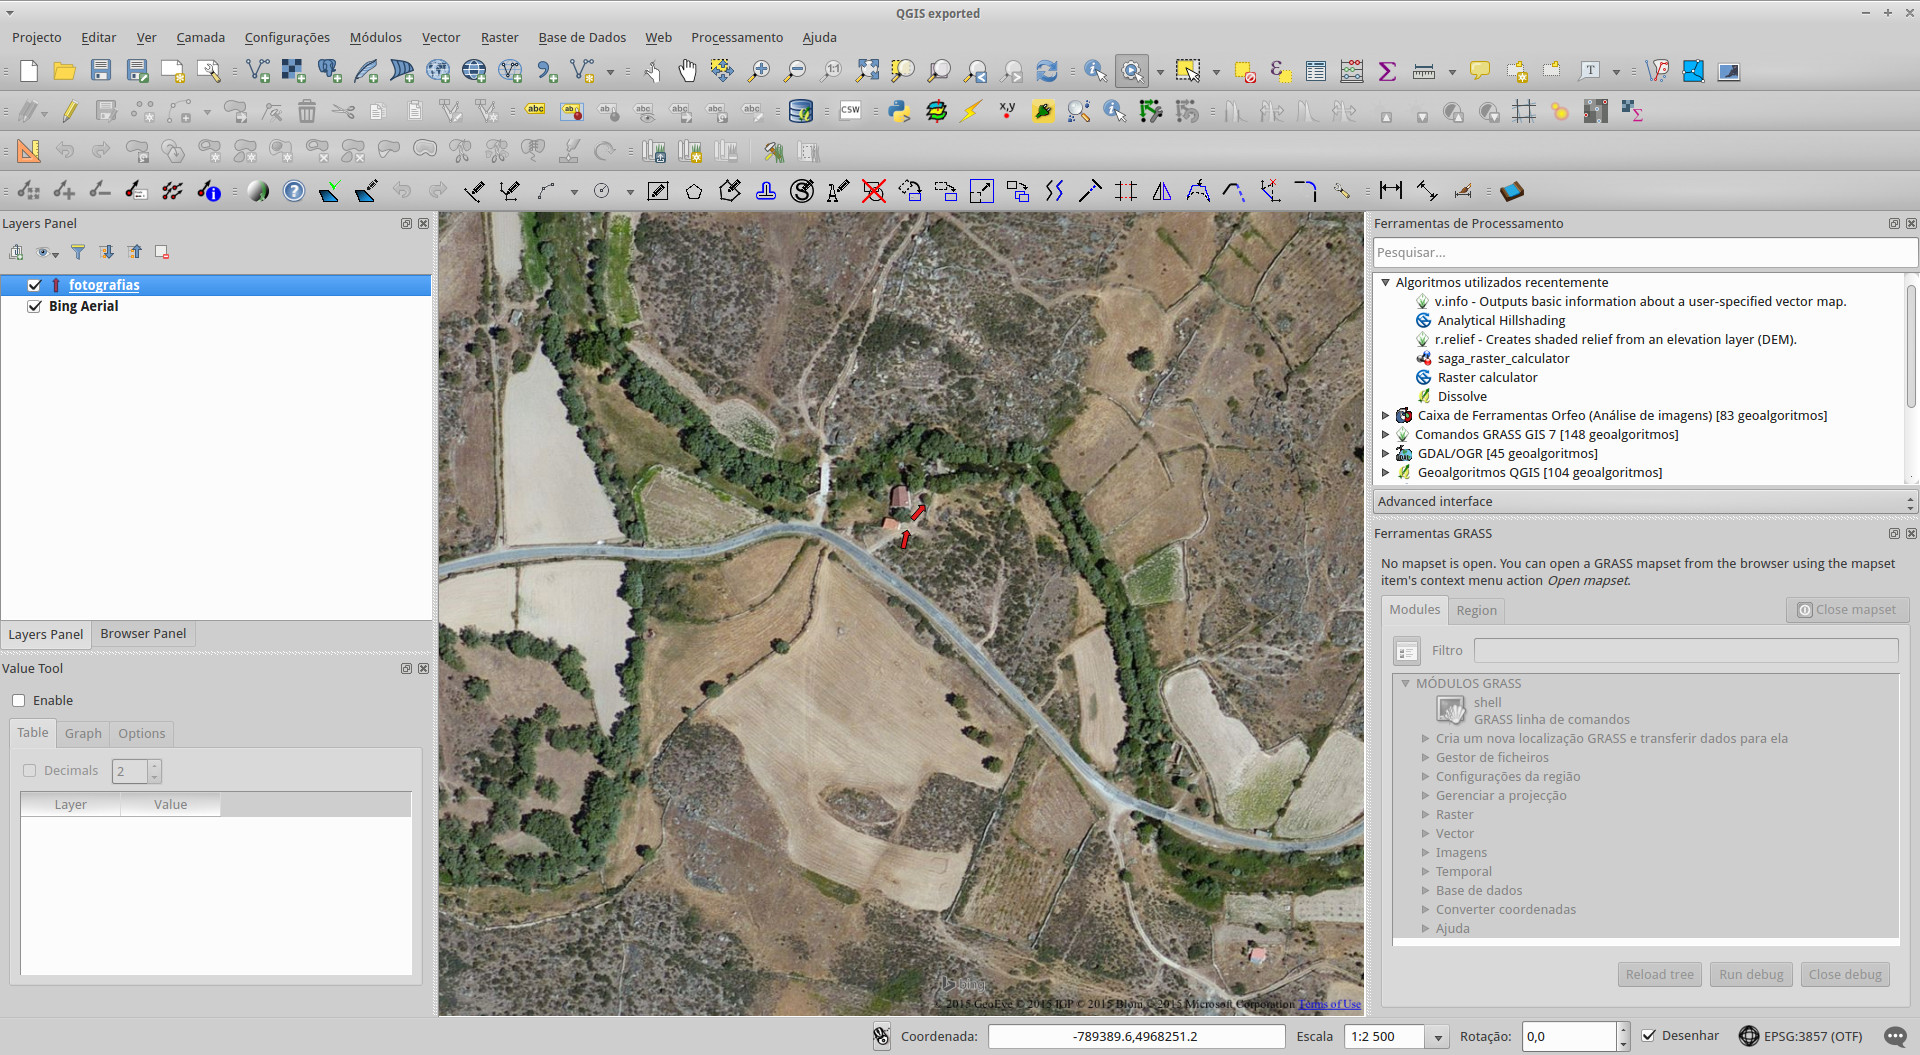 QGIS exported
Projecto Editar Ver Camada Configurações Módulos Vector Raster Base de Dados Web Processamento Ajuda
abc
CSW
x,y
Layers Panel
fotografias
Bing Aerial
Layers Panel Browser Panel
Value Tool
Enable
Table Graph Options
Decimals 2
Layer Value
bing
© 2015 GeoEye © 2015 IGP © 2015 Blom © 2015 Microsoft Corporation Terms of Use
Ferramentas de Processamento
Pesquisar...
Algoritmos utilizados recentemente
v.info - Outputs basic information about a user-specified vector map.
Analytical Hillshading
r.relief - Creates shaded relief from an elevation layer (DEM).
saga_raster_calculator
Raster calculator
Dissolve
Caixa de Ferramentas Orfeo (Análise de imagens) [83 geoalgoritmos]
Comandos GRASS GIS 7 [148 geoalgoritmos]
GDAL/OGR [45 geoalgoritmos]
Geoalgoritmos QGIS [104 geoalgoritmos]
Advanced interface
Ferramentas GRASS
No mapset is open. You can open a GRASS mapset from the browser using the mapset
item's context menu action Open mapset.
Modules Region Close mapset
Filtro
MÓDULOS GRASS
shell
GRASS linha de comandos
Cria um nova localização GRASS e transferir dados para ela
Gestor de ficheiros
Configurações da região
Gerenciar a projecção
Raster
Vector
Imagens
Temporal
Base de dados
Converter coordenadas
Ajuda
Reload tree Run debug Close debug
Coordenada: -789389.6,4968251.2 Escala 1:2 500 Rotação: 0,0 Desenhar EPSG:3857 (OTF)